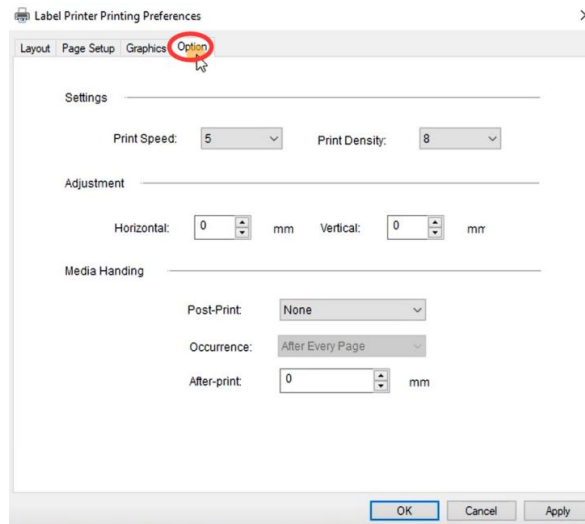 Label Printer Printing Preferences
Layout Page Setup Graphics Option
Settings
Print Speed: 5 Print Density: 8
Adjustment
Horizontal: 0 mm Vertical: 0 mm
Media Handing
Post-Print: None
Occurrence: After Every Page
After-print: 0 mm
OK Cancel Apply